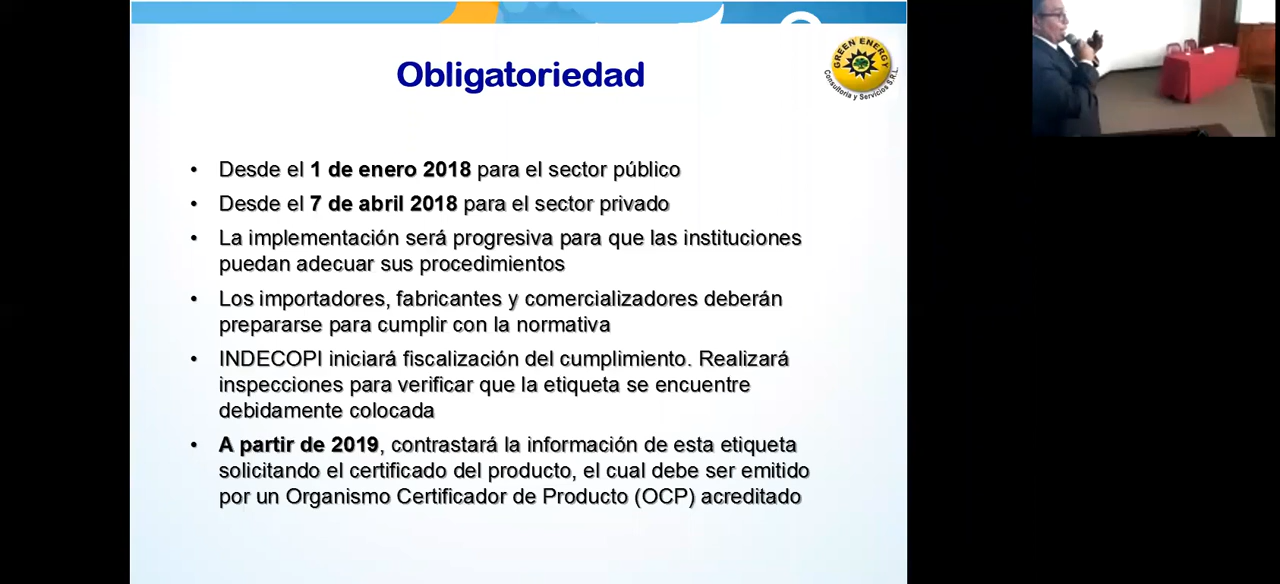 Obligatoriedad
GREEN ENERGY
Consultoría y Servicios S.R.L.
• Desde el 1 de enero 2018 para el sector público
• Desde el 7 de abril 2018 para el sector privado
• La implementación será progresiva para que las instituciones
puedan adecuar sus procedimientos
• Los importadores, fabricantes y comercializadores deberán
prepararse para cumplir con la normativa
• INDECOPI iniciará fiscalización del cumplimiento. Realizará
inspecciones para verificar que la etiqueta se encuentre
debidamente colocada
• A partir de 2019, contrastará la información de esta etiqueta
solicitando el certificado del producto, el cual debe ser emitido
por un Organismo Certificador de Producto (OCP) acreditado